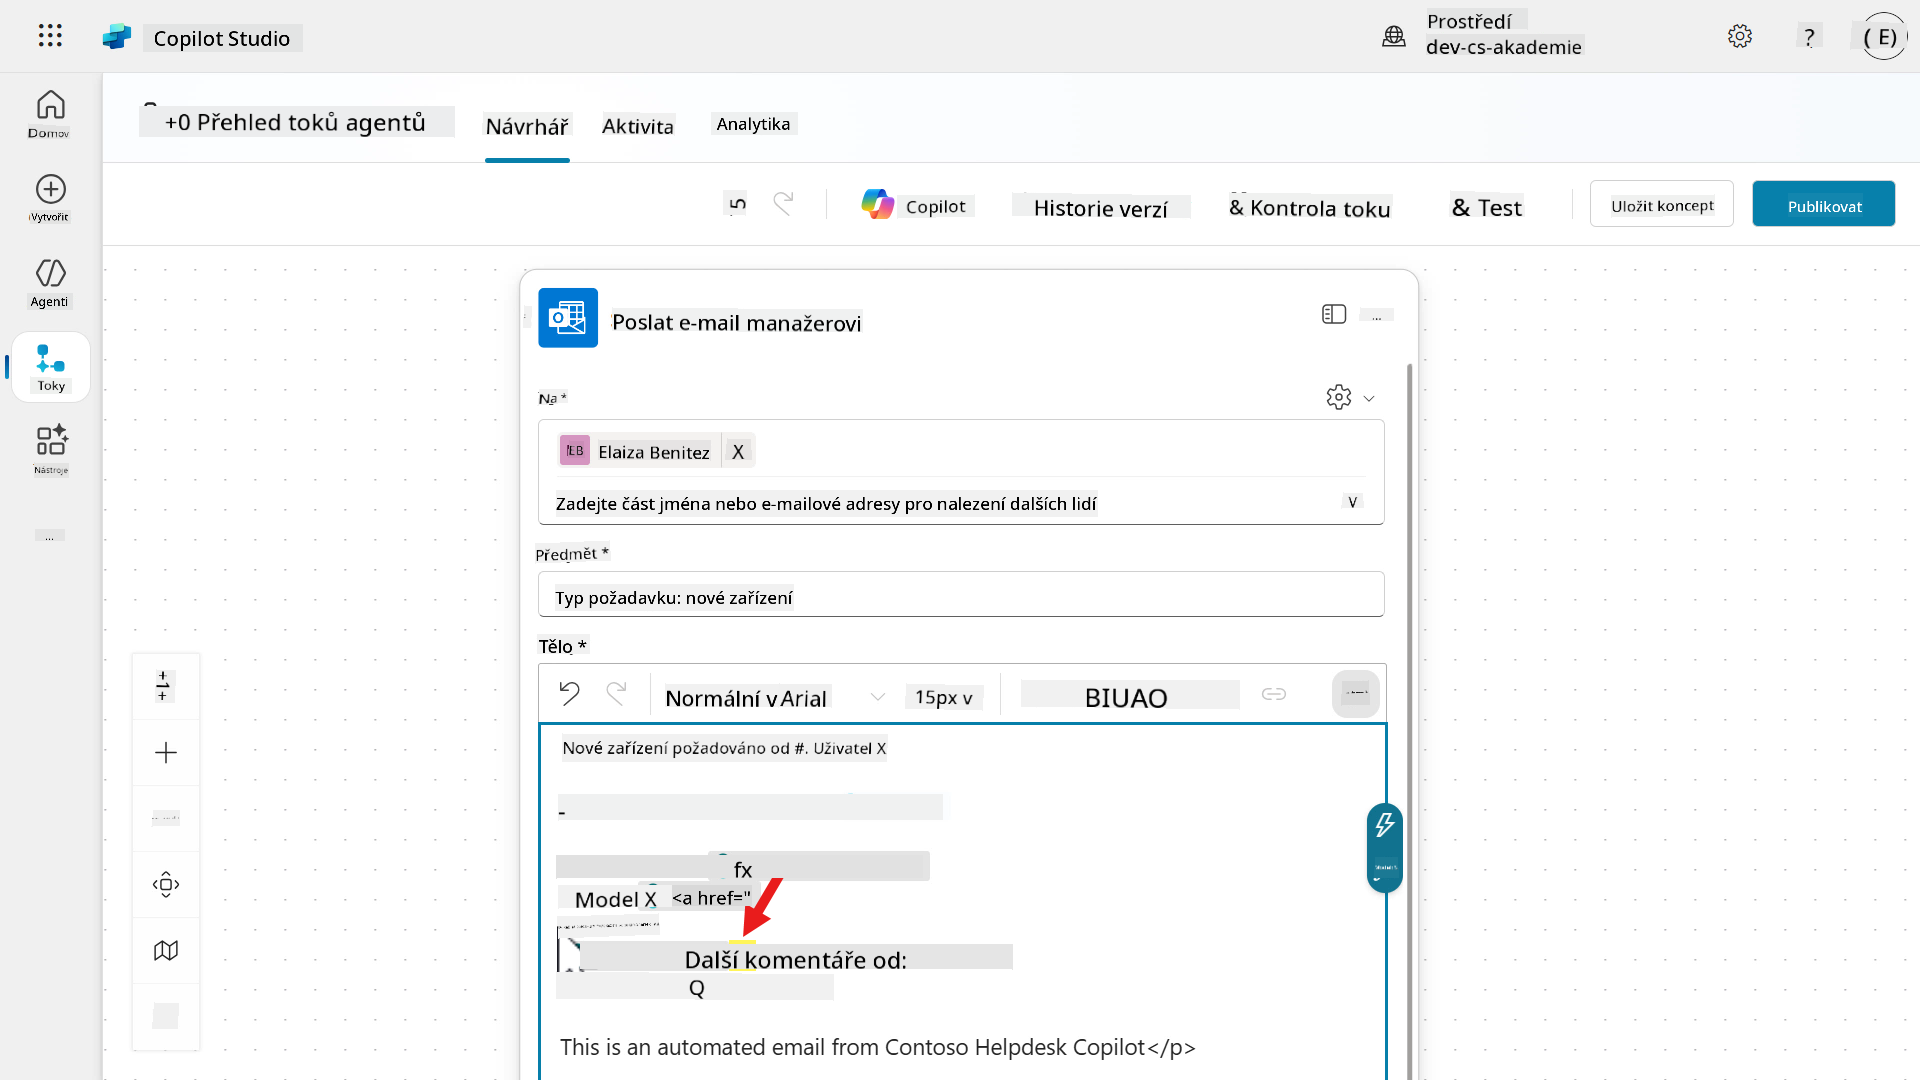 Copilot Studio
Prostředí
dev-cs-akademie
?
( E)
Domov
Vytvořit
Agenti
Toky
Nástroje
...
+0 Přehled toků agentů
Návrhář
Aktivita
Analytika
Copilot
Historie verzí
& Kontrola toku
& Test
Uložit koncept
Publikovat
Poslat e-mail manažerovi
...
Na *
EB
Elaiza Benitez
X
Zadejte část jména nebo e-mailové adresy pro nalezení dalších lidí
V
Předmět *
Typ požadavku: nové zařízení
Tělo *
Normální v Arial
15px v
BIUAO
Nové zařízení požadováno od #. Uživatel X
-
fx
Model X
<a href="
Další komentáře od:
Q
This is an automated email from Contoso Helpdesk Copilot</p>